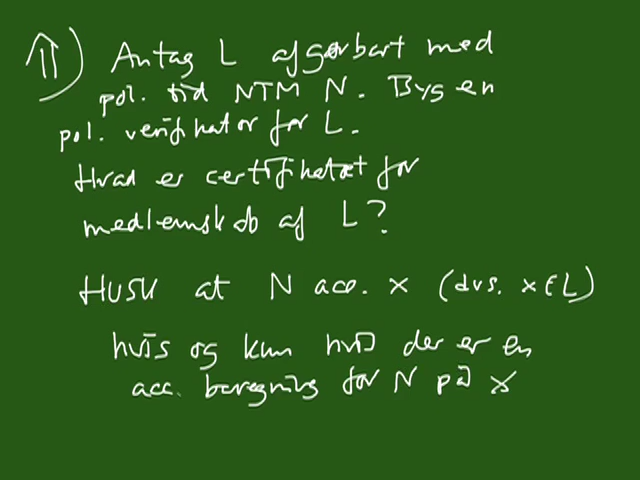 ⇑) Antag L afgørbart med
pol. tid NTM N. Byg en
pol. verifikator for L.
Hvad er certifikatet for
medlemskab af L?
HUSK at N acc. x (dvs. x ∈ L)
hvis og kun hvis der er en
acc. beregning for N på x